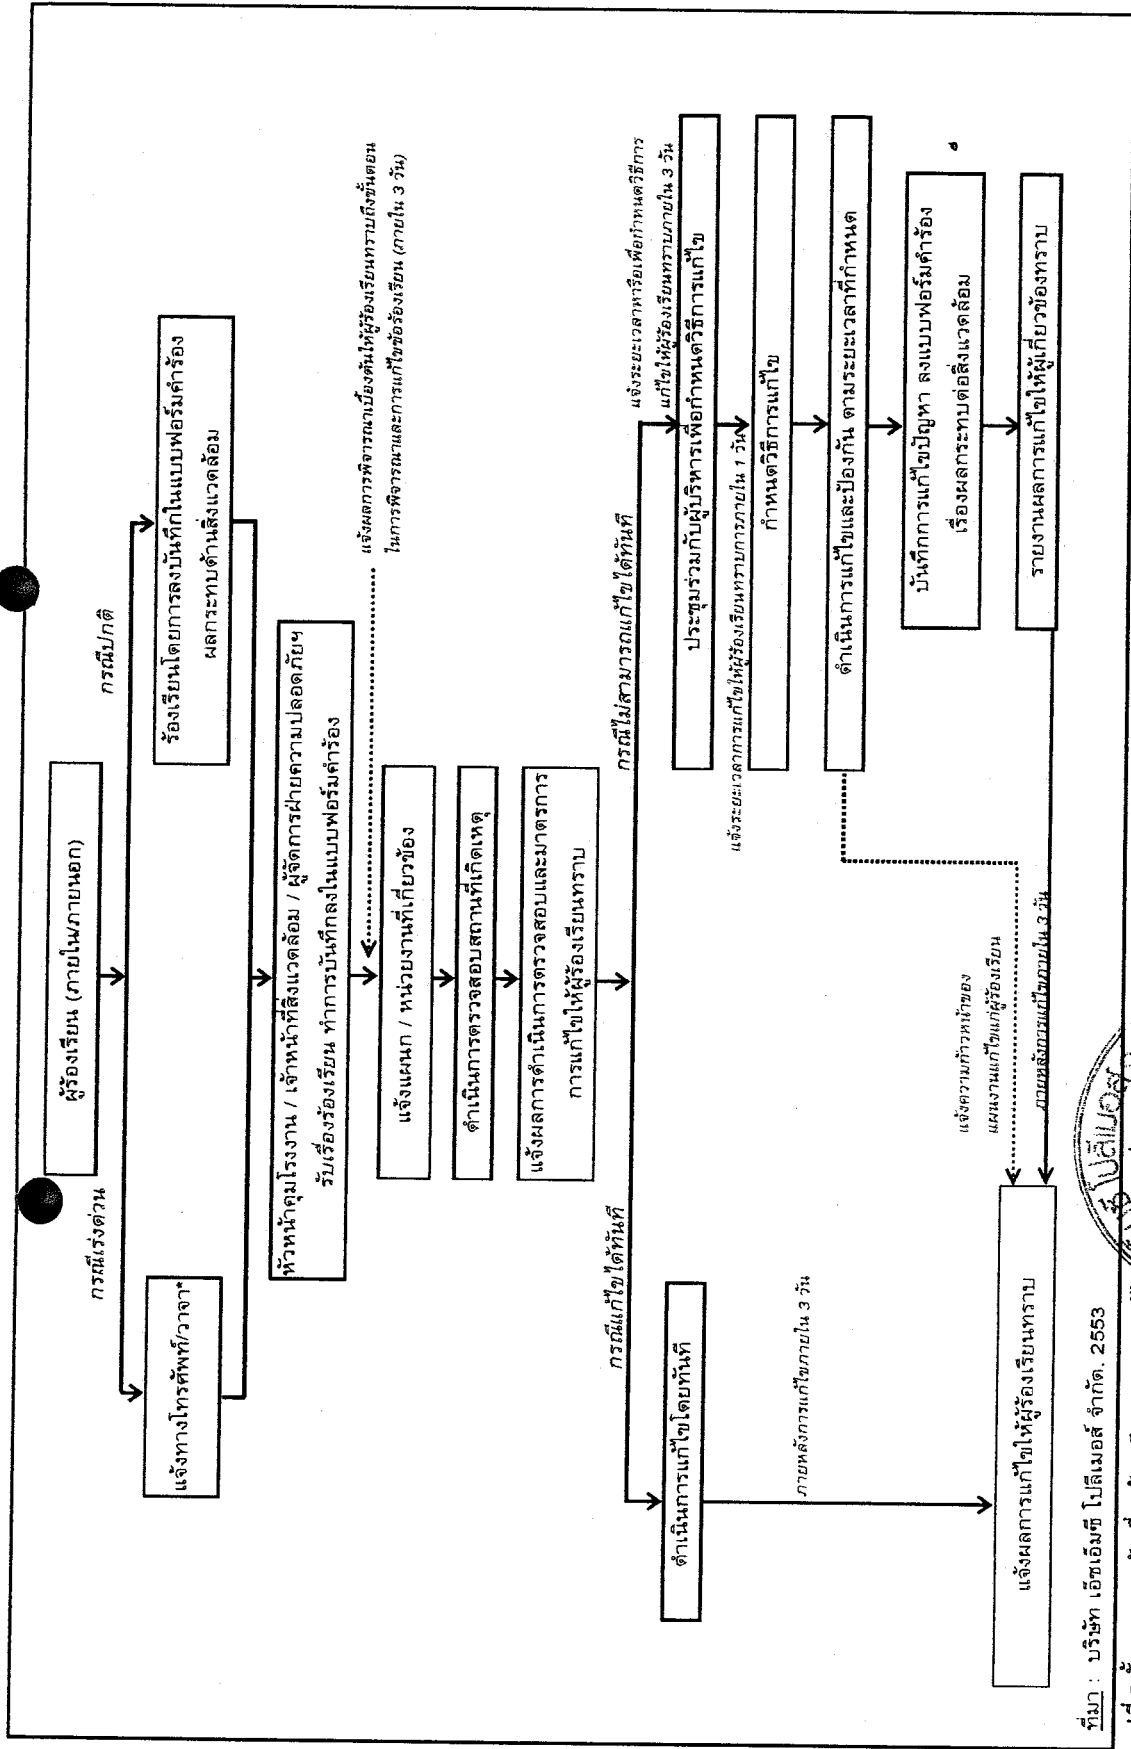 ผู้ร้องเรียน (ภายใน/ภายนอก)
กรณีเร่งด่วน
กรณีปกติ
แจ้งทางโทรศัพท์/วาจา*
ร้องเรียนโดยการลงบันทึกในแบบฟอร์มคำร้อง
ผลกระทบด้านสิ่งแวดล้อม
หัวหน้าคุมโรงงาน / เจ้าหน้าที่สิ่งแวดล้อม / ผู้จัดการฝ่ายความปลอดภัยฯ
รับเรื่องร้องเรียน ทำการบันทึกลงในแบบฟอร์มคำร้อง
แจ้งผลการพิจารณาเบื้องต้นให้ผู้ร้องเรียนทราบถึงขั้นตอน
ในการพิจารณาและการแก้ไขข้อร้องเรียน (ภายใน 3 วัน)
แจ้งแผนก / หน่วยงานที่เกี่ยวข้อง
ดำเนินการตรวจสอบสถานที่เกิดเหตุ
แจ้งผลการดำเนินการตรวจสอบและมาตรการ
การแก้ไขให้ผู้ร้องเรียนทราบ
กรณีแก้ไขได้ทันที
กรณีไม่สามารถแก้ไขได้ทันที
แจ้งระยะเวลาหารือเพื่อกำหนดวิธีการ
แก้ไขให้ผู้ร้องเรียนทราบภายใน 3 วัน
ดำเนินการแก้ไขโดยทันที
ประชุมร่วมกับผู้บริหารเพื่อกำหนดวิธีการแก้ไข
แจ้งระยะเวลาการแก้ไขให้ผู้ร้องเรียนทราบการภายใน 1 วัน
กำหนดวิธีการแก้ไข
ภายหลังการแก้ไขภายใน 3 วัน
ดำเนินการแก้ไขและป้องกัน ตามระยะเวลาที่กำหนด
บันทึกการแก้ไขปัญหา ลงแบบฟอร์มคำร้อง
เรื่องผลกระทบต่อสิ่งแวดล้อม
แจ้งความก้าวหน้าของ
แผนงานแก้ไขแก่ผู้ร้องเรียน
รายงานผลการแก้ไขให้ผู้เกี่ยวข้องทราบ
ภายหลังการแก้ไขภายใน 3 วัน
แจ้งผลการแก้ไขให้ผู้ร้องเรียนทราบ
ที่มา : บริษัท เอ็ชเอ็มซี โปลีเมอส์ จำกัด, 2553